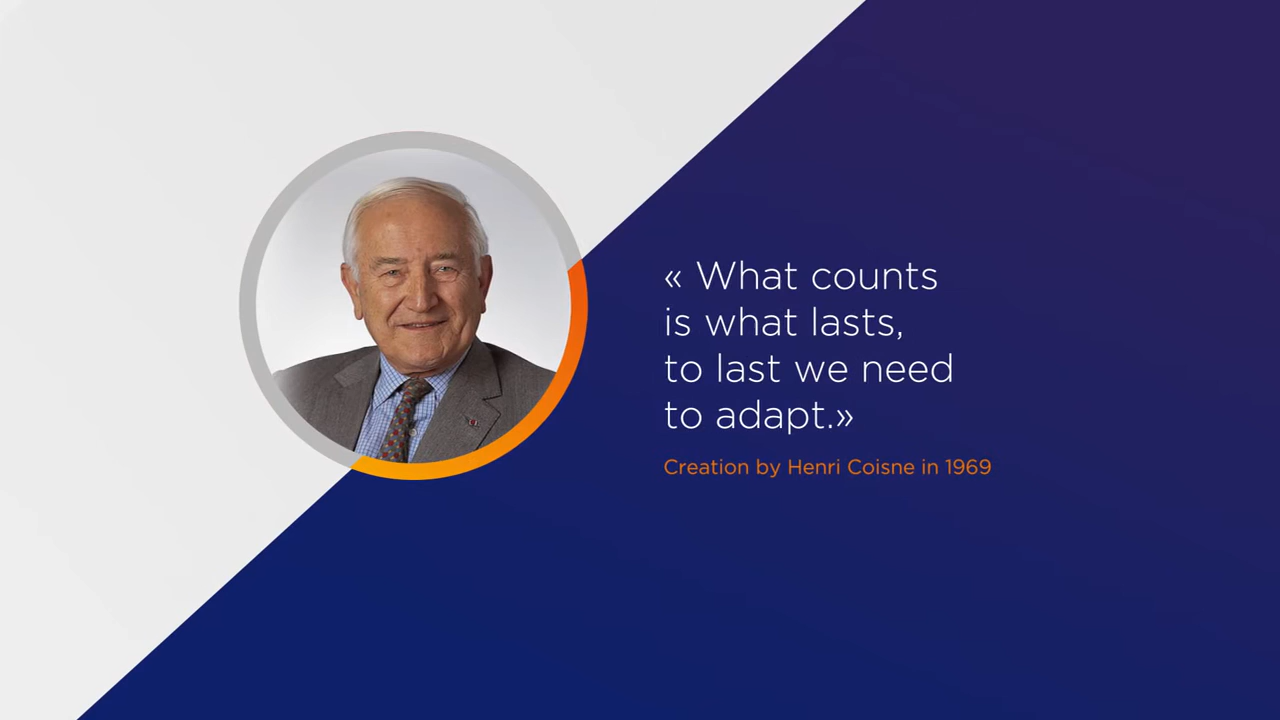 « What counts
is what lasts,
to last we need
to adapt.»
Creation by Henri Coisne in 1969